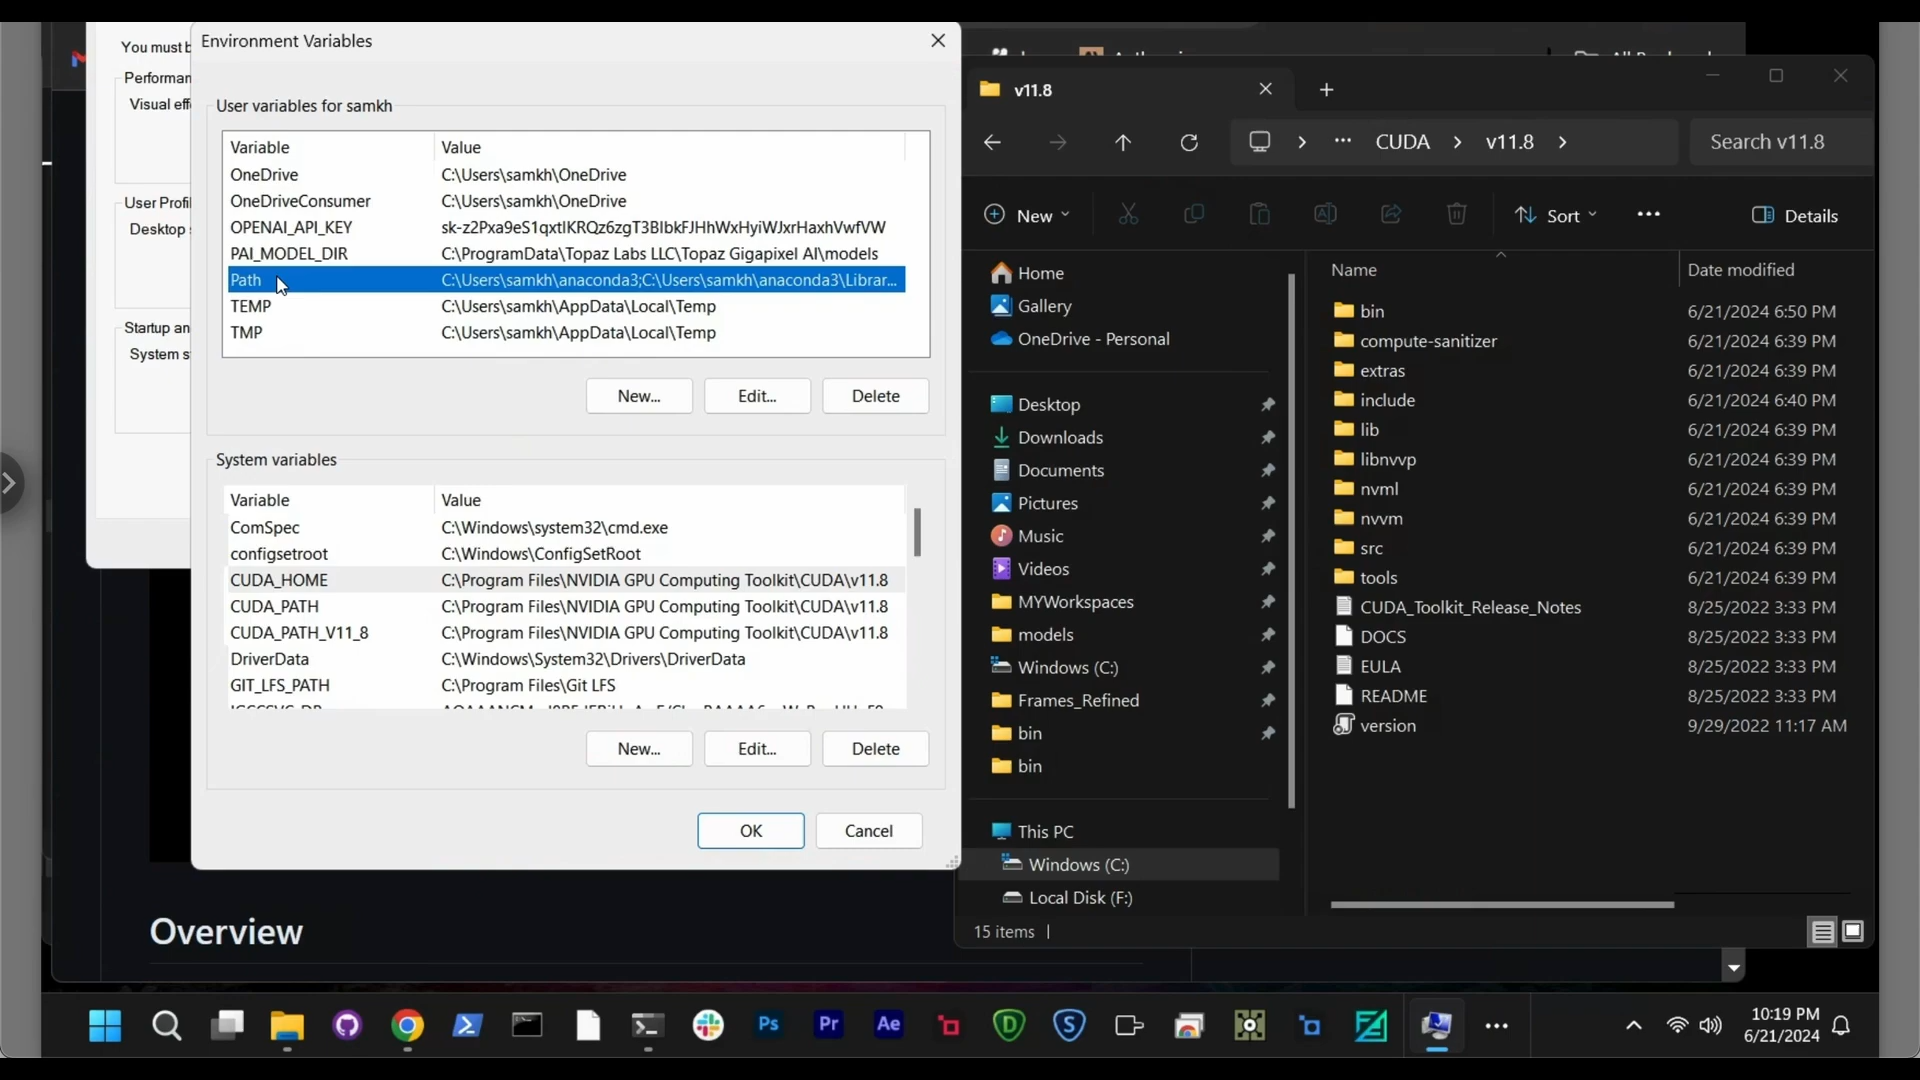 You must b
Performan
Visual effe
User Profil
Desktop s
Startup an
System s
Environment Variables
User variables for samkh
Variable Value
OneDrive C:\Users\samkh\OneDrive
OneDriveConsumer C:\Users\samkh\OneDrive
OPENAI_API_KEY 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
PAI_MODEL_DIR C:\ProgramData\Topaz Labs LLC\Topaz Gigapixel AI\models
Path C:\Users\samkh\anaconda3;C:\Users\samkh\anaconda3\Librar...
TEMP C:\Users\samkh\AppData\Local\Temp
TMP C:\Users\samkh\AppData\Local\Temp
New... Edit... Delete
System variables
Variable Value
ComSpec C:\Windows\system32\cmd.exe
configsetroot C:\Windows\ConfigSetRoot
CUDA_HOME C:\Program Files\NVIDIA GPU Computing Toolkit\CUDA\v11.8
CUDA_PATH C:\Program Files\NVIDIA GPU Computing Toolkit\CUDA\v11.8
CUDA_PATH_V11_8 C:\Program Files\NVIDIA GPU Computing Toolkit\CUDA\v11.8
DriverData C:\Windows\System32\Drivers\DriverData
GIT_LFS_PATH C:\Program Files\Git LFS
New... Edit... Delete
OK Cancel
Overview
v11.8
CUDA v11.8 Search v11.8
New Sort Details
Home
Gallery
OneDrive - Personal
Desktop
Downloads
Documents
Pictures
Music
Videos
MYWorkspaces
models
Windows (C:)
Frames_Refined
bin
bin
This PC
Windows (C:)
Local Disk (F:)
Name Date modified
bin 6/21/2024 6:50 PM
compute-sanitizer 6/21/2024 6:39 PM
extras 6/21/2024 6:39 PM
include 6/21/2024 6:40 PM
lib 6/21/2024 6:39 PM
libnvvp 6/21/2024 6:39 PM
nvml 6/21/2024 6:39 PM
nvvm 6/21/2024 6:39 PM
src 6/21/2024 6:39 PM
tools 6/21/2024 6:39 PM
CUDA_Toolkit_Release_Notes 8/25/2022 3:33 PM
DOCS 8/25/2022 3:33 PM
EULA 8/25/2022 3:33 PM
README 8/25/2022 3:33 PM
version 9/29/2022 11:17 AM
15 items
Ps Pr Ae D S
10:19 PM
6/21/2024